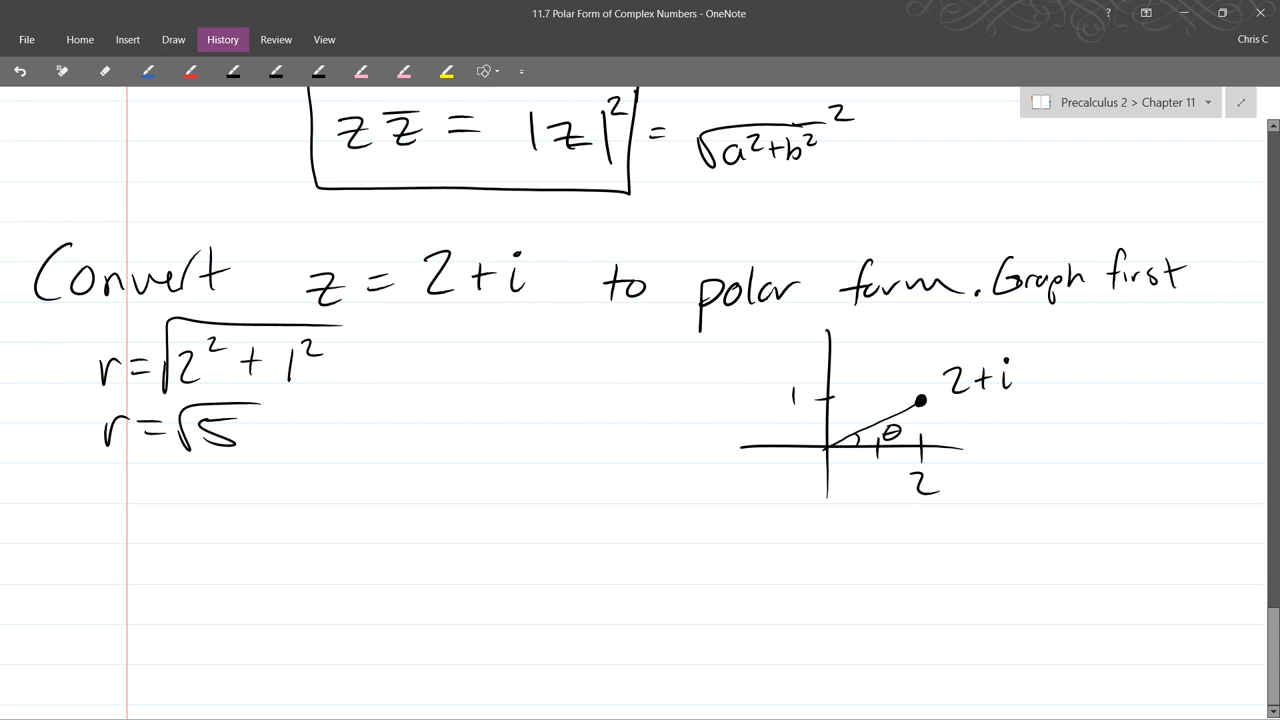 11.7 Polar Form of Complex Numbers - OneNote
File Home Insert Draw History Review View Chris C
Precalculus 2 > Chapter 11
z z̅ = |z|² = √a²+b² ²
Convert z = 2 + i to polar form. Graph first
r = √2² + 1²
r = √5
2 + i
1
θ
2